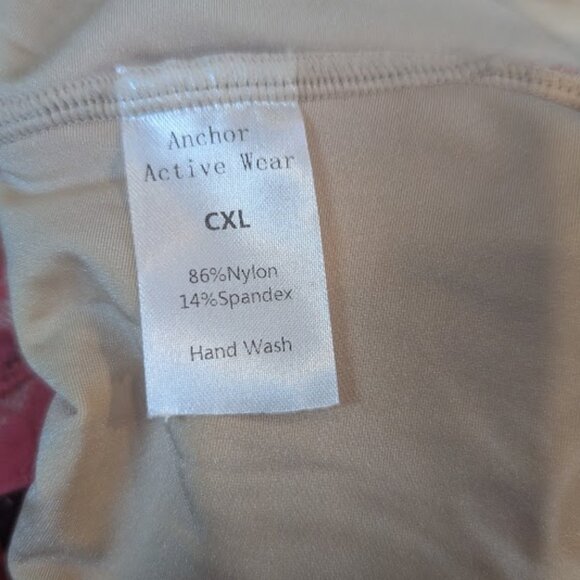 Anchor
Active Wear
CXL
86%Nylon
14%Spandex
Hand Wash